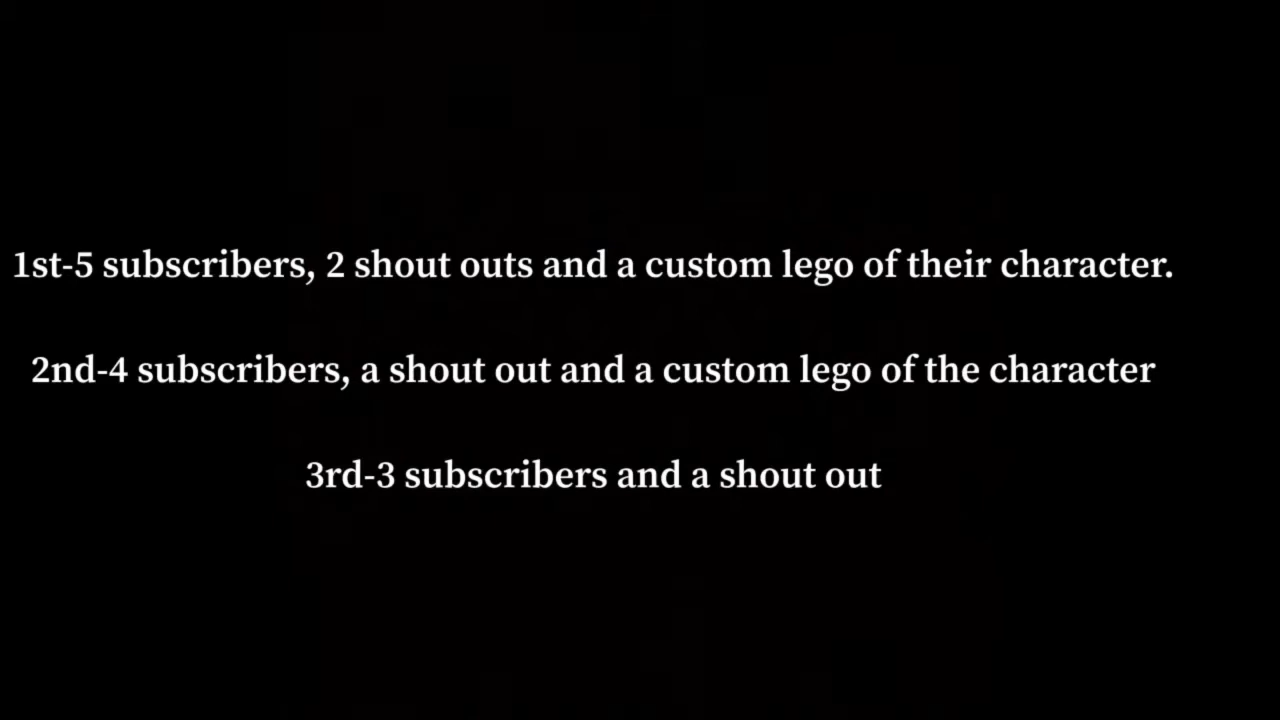 1st-5 subscribers, 2 shout outs and a custom lego of their character.
2nd-4 subscribers, a shout out and a custom lego of the character
3rd-3 subscribers and a shout out